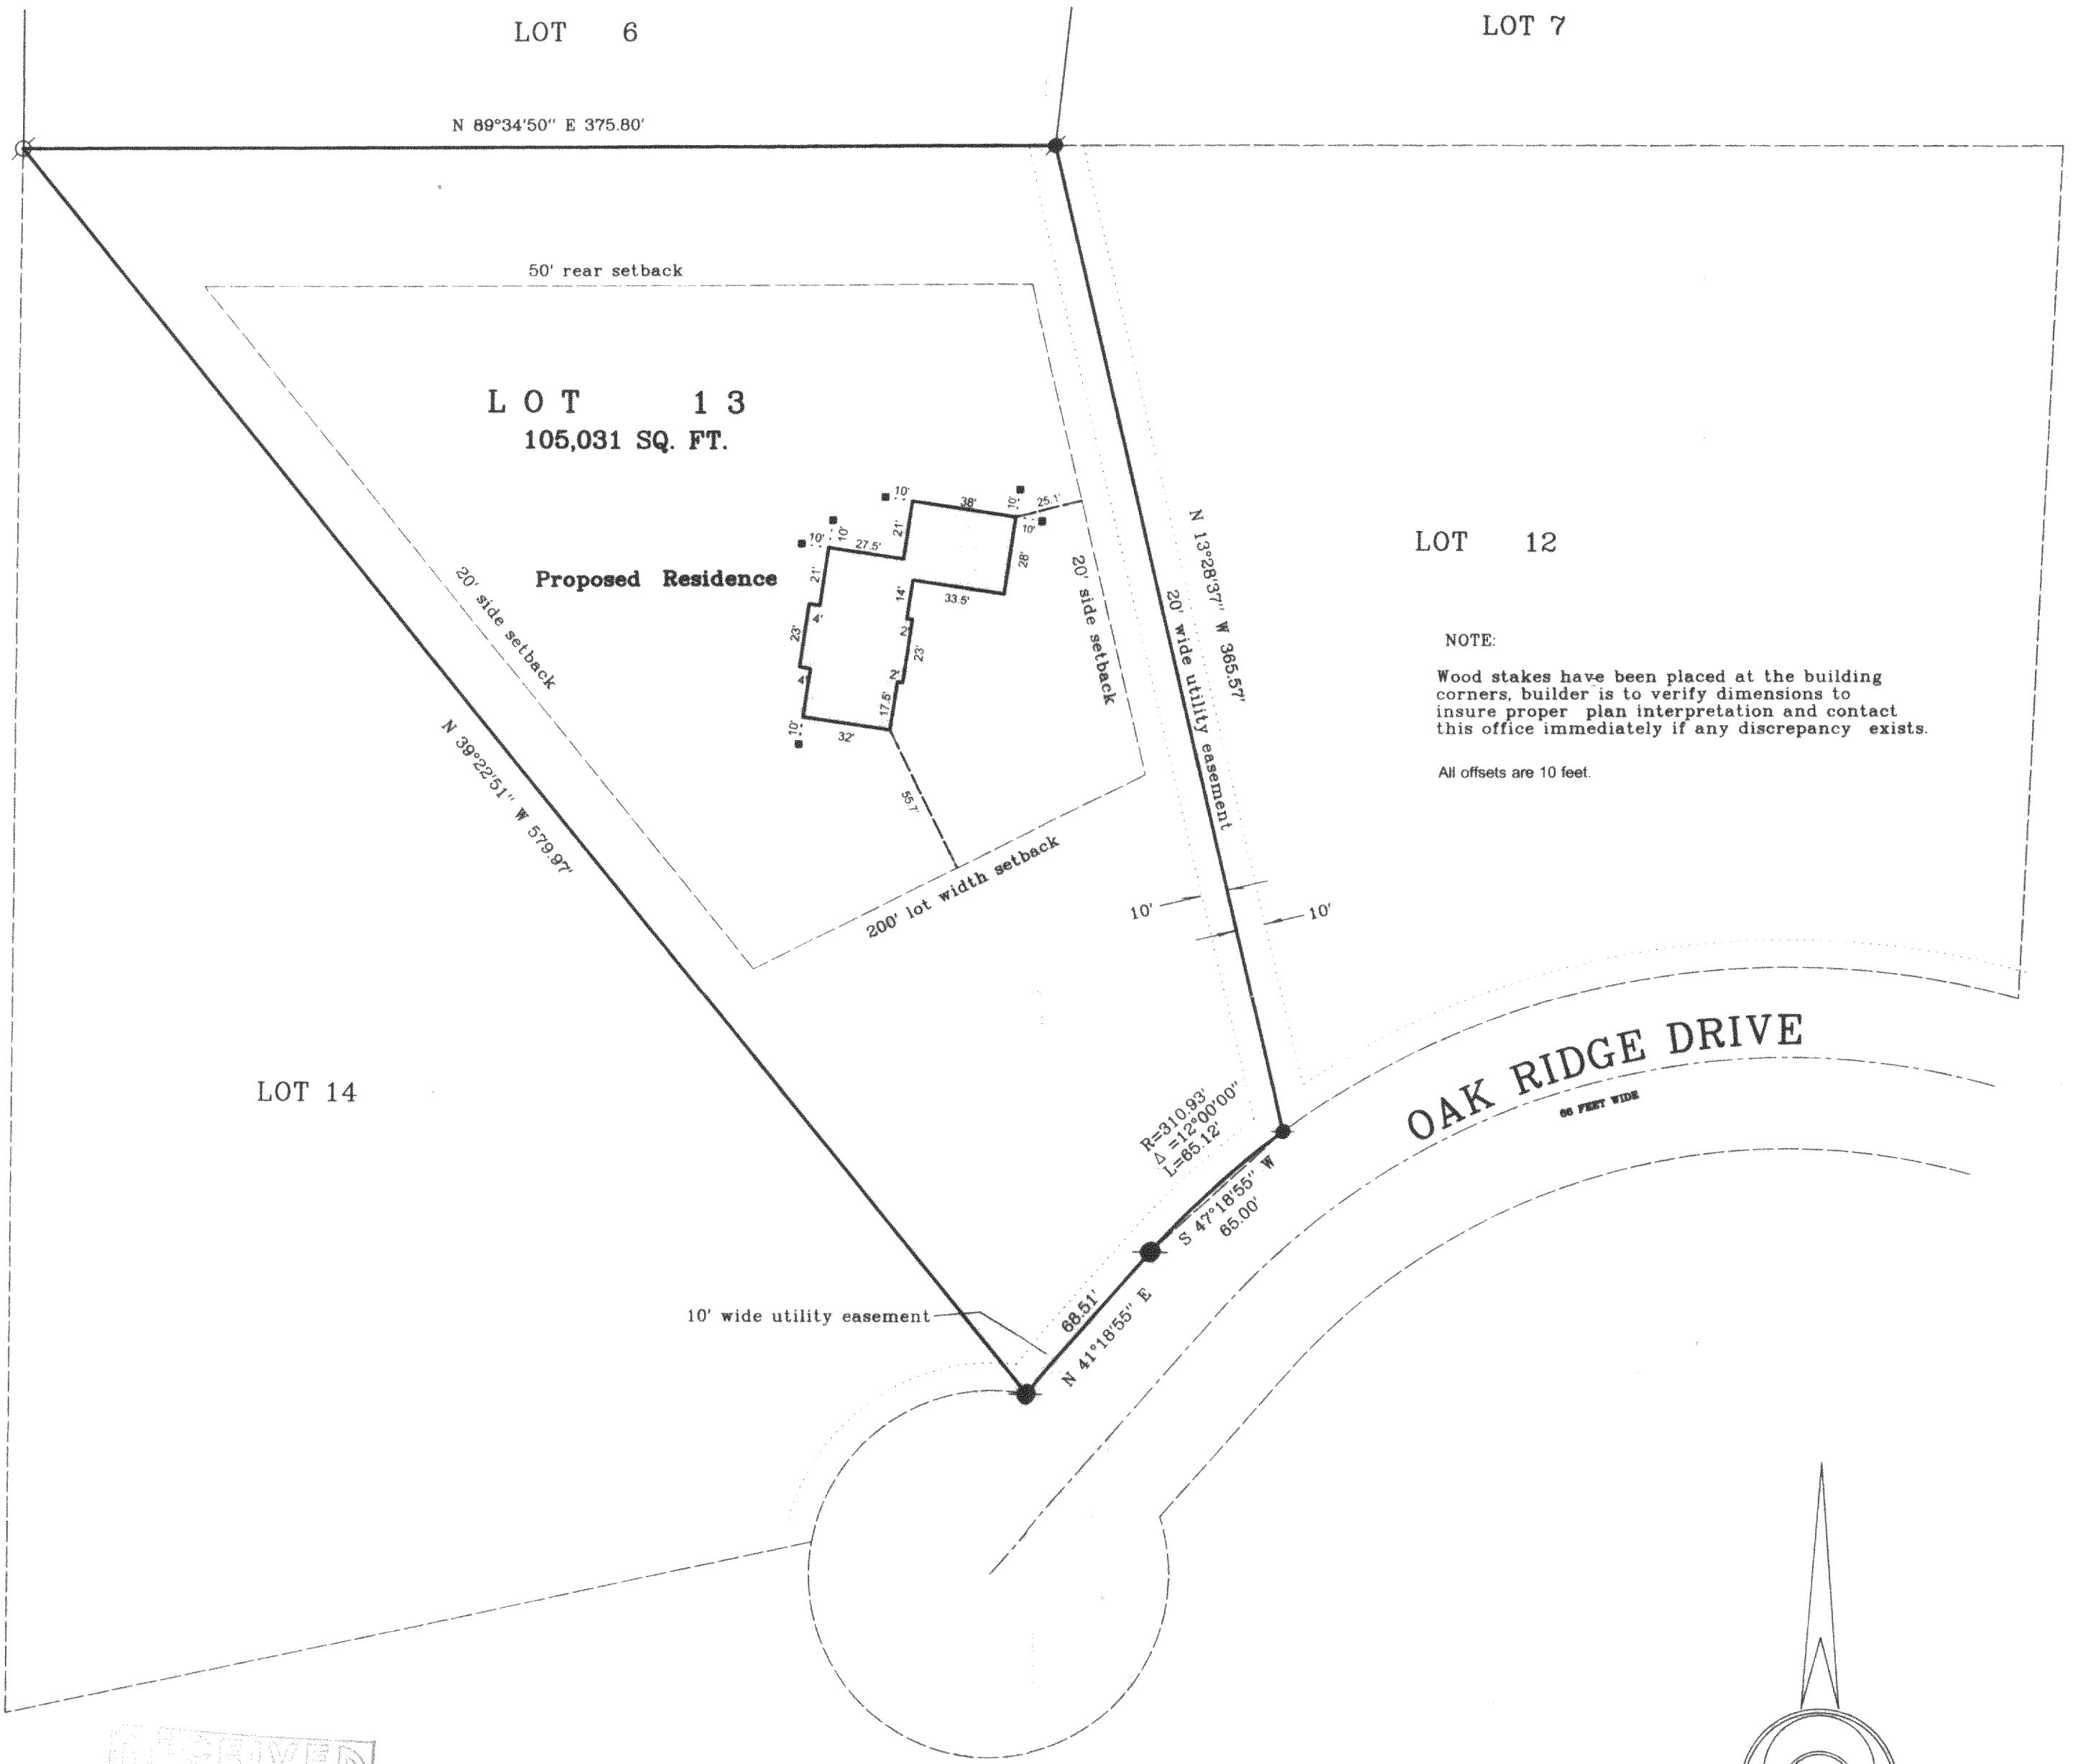 LOT 6
LOT 7
N 89°34'50" E 375.80'
50' rear setback
LOT 13
105,031 SQ. FT.
10'
38'
10'
25.1'
10'
21'
10'
10'
27.5'
28'
21'
14'
33.5'
4'
2'
23'
23'
4'
2'
17.5'
10'
32'
55.7'
Proposed Residence
20' side setback
20' side setback
N 13°28'37" W 365.57'
20' wide utility easement
LOT 12
NOTE:
Wood stakes have been placed at the building
corners, builder is to verify dimensions to
insure proper plan interpretation and contact
this office immediately if any discrepancy exists.
All offsets are 10 feet.
N 39°22'51" W 579.97'
200' lot width setback
10'
10'
LOT 14
OAK RIDGE DRIVE
66 FEET WIDE
R=310.93'
Δ =12°00'00"
L=65.12'
S 47°18'55" W
65.00'
68.51'
N 41°18'55" E
10' wide utility easement
RECEIVED